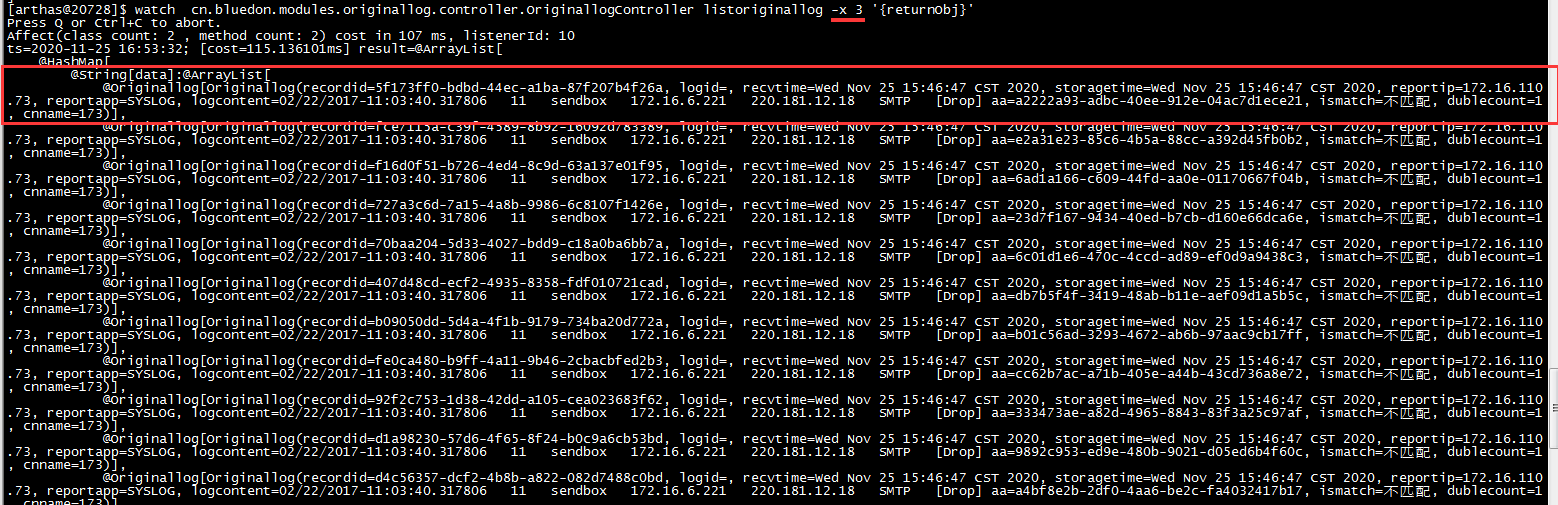 [arthas@20728]$ watch  cn.bluedon.modules.originallog.controller.OriginallogController listoriginallog -x 3 '{returnObj}'
Press Q or Ctrl+C to abort.
Affect(class count: 2 , method count: 2) cost in 107 ms, listenerId: 10
ts=2020-11-25 16:53:32; [cost=115.136101ms] result=@ArrayList[
@HashMap[
@String[data]:@ArrayList[
@Originallog[Originallog(recordid=5f173ff0-bdbd-44ec-a1ba-87f207b4f26a, logid=, recvtime=Wed Nov 25 15:46:47 CST 2020, storagetime=Wed Nov 25 15:46:47 CST 2020, reportip=172.16.110
.73, reportapp=SYSLOG, logcontent=02/22/2017-11:03:40.317806   11   sendbox   172.16.6.221   220.181.12.18   SMTP   [Drop] aa=a2222a93-adbc-40ee-912e-04ac7d1ece21, ismatch=不匹配, dublecount=1
, cnname=173)],
@Originallog[Originallog(recordid=fce7113a-c39f-4589-8b92-16092d783389, logid=, recvtime=Wed Nov 25 15:46:47 CST 2020, storagetime=Wed Nov 25 15:46:47 CST 2020, reportip=172.16.110
.73, reportapp=SYSLOG, logcontent=02/22/2017-11:03:40.317806   11   sendbox   172.16.6.221   220.181.12.18   SMTP   [Drop] aa=e2a31e23-85c6-4b5a-88cc-a392d45fb0b2, ismatch=不匹配, dublecount=1
, cnname=173)],
@Originallog[Originallog(recordid=f16d0f51-b726-4ed4-8c9d-63a137e01f95, logid=, recvtime=Wed Nov 25 15:46:47 CST 2020, storagetime=Wed Nov 25 15:46:47 CST 2020, reportip=172.16.110
.73, reportapp=SYSLOG, logcontent=02/22/2017-11:03:40.317806   11   sendbox   172.16.6.221   220.181.12.18   SMTP   [Drop] aa=6ad1a166-c609-44fd-aa0e-01170667f04b, ismatch=不匹配, dublecount=1
, cnname=173)],
@Originallog[Originallog(recordid=727a3c6d-7a15-4a8b-9986-6c8107f1426e, logid=, recvtime=Wed Nov 25 15:46:47 CST 2020, storagetime=Wed Nov 25 15:46:47 CST 2020, reportip=172.16.110
.73, reportapp=SYSLOG, logcontent=02/22/2017-11:03:40.317806   11   sendbox   172.16.6.221   220.181.12.18   SMTP   [Drop] aa=23d7f167-9434-40ed-b7cb-d160e66dca6e, ismatch=不匹配, dublecount=1
, cnname=173)],
@Originallog[Originallog(recordid=70baa204-5d33-4027-bdd9-c18a0ba6bb7a, logid=, recvtime=Wed Nov 25 15:46:47 CST 2020, storagetime=Wed Nov 25 15:46:47 CST 2020, reportip=172.16.110
.73, reportapp=SYSLOG, logcontent=02/22/2017-11:03:40.317806   11   sendbox   172.16.6.221   220.181.12.18   SMTP   [Drop] aa=6c01d1e6-470c-4ccd-ad89-ef0d9a9438c3, ismatch=不匹配, dublecount=1
, cnname=173)],
@Originallog[Originallog(recordid=407d48cd-ecf2-4935-8358-fdf010721cad, logid=, recvtime=Wed Nov 25 15:46:47 CST 2020, storagetime=Wed Nov 25 15:46:47 CST 2020, reportip=172.16.110
.73, reportapp=SYSLOG, logcontent=02/22/2017-11:03:40.317806   11   sendbox   172.16.6.221   220.181.12.18   SMTP   [Drop] aa=db7b5f4f-3419-48ab-b11e-aef09d1a5b5c, ismatch=不匹配, dublecount=1
, cnname=173)],
@Originallog[Originallog(recordid=b09050dd-5d4a-4f1b-9179-734ba20d772a, logid=, recvtime=Wed Nov 25 15:46:47 CST 2020, storagetime=Wed Nov 25 15:46:47 CST 2020, reportip=172.16.110
.73, reportapp=SYSLOG, logcontent=02/22/2017-11:03:40.317806   11   sendbox   172.16.6.221   220.181.12.18   SMTP   [Drop] aa=b01c56ad-3293-4672-ab6b-97aac9cb17ff, ismatch=不匹配, dublecount=1
, cnname=173)],
@Originallog[Originallog(recordid=fe0ca480-b9ff-4a11-9b46-2cbacbfed2b3, logid=, recvtime=Wed Nov 25 15:46:47 CST 2020, storagetime=Wed Nov 25 15:46:47 CST 2020, reportip=172.16.110
.73, reportapp=SYSLOG, logcontent=02/22/2017-11:03:40.317806   11   sendbox   172.16.6.221   220.181.12.18   SMTP   [Drop] aa=cc62b7ac-a71b-405e-a44b-43cd736a8e72, ismatch=不匹配, dublecount=1
, cnname=173)],
@Originallog[Originallog(recordid=92f2c753-1d38-42dd-a105-cea023683f62, logid=, recvtime=Wed Nov 25 15:46:47 CST 2020, storagetime=Wed Nov 25 15:46:47 CST 2020, reportip=172.16.110
.73, reportapp=SYSLOG, logcontent=02/22/2017-11:03:40.317806   11   sendbox   172.16.6.221   220.181.12.18   SMTP   [Drop] aa=333473ae-a82d-4965-8843-83f3a25c97af, ismatch=不匹配, dublecount=1
, cnname=173)],
@Originallog[Originallog(recordid=d1a98230-57d6-4f65-8f24-b0c9a6cb53bd, logid=, recvtime=Wed Nov 25 15:46:47 CST 2020, storagetime=Wed Nov 25 15:46:47 CST 2020, reportip=172.16.110
.73, reportapp=SYSLOG, logcontent=02/22/2017-11:03:40.317806   11   sendbox   172.16.6.221   220.181.12.18   SMTP   [Drop] aa=9892c953-ed9e-480b-9021-d05ed6b4f60c, ismatch=不匹配, dublecount=1
, cnname=173)],
@Originallog[Originallog(recordid=d4c56357-dcf2-4b8b-a822-082d7488c0bd, logid=, recvtime=Wed Nov 25 15:46:47 CST 2020, storagetime=Wed Nov 25 15:46:47 CST 2020, reportip=172.16.110
.73, reportapp=SYSLOG, logcontent=02/22/2017-11:03:40.317806   11   sendbox   172.16.6.221   220.181.12.18   SMTP   [Drop] aa=a4bf8e2b-2df0-4aa6-be2c-fa4032417b17, ismatch=不匹配, dublecount=1
, cnname=173)],